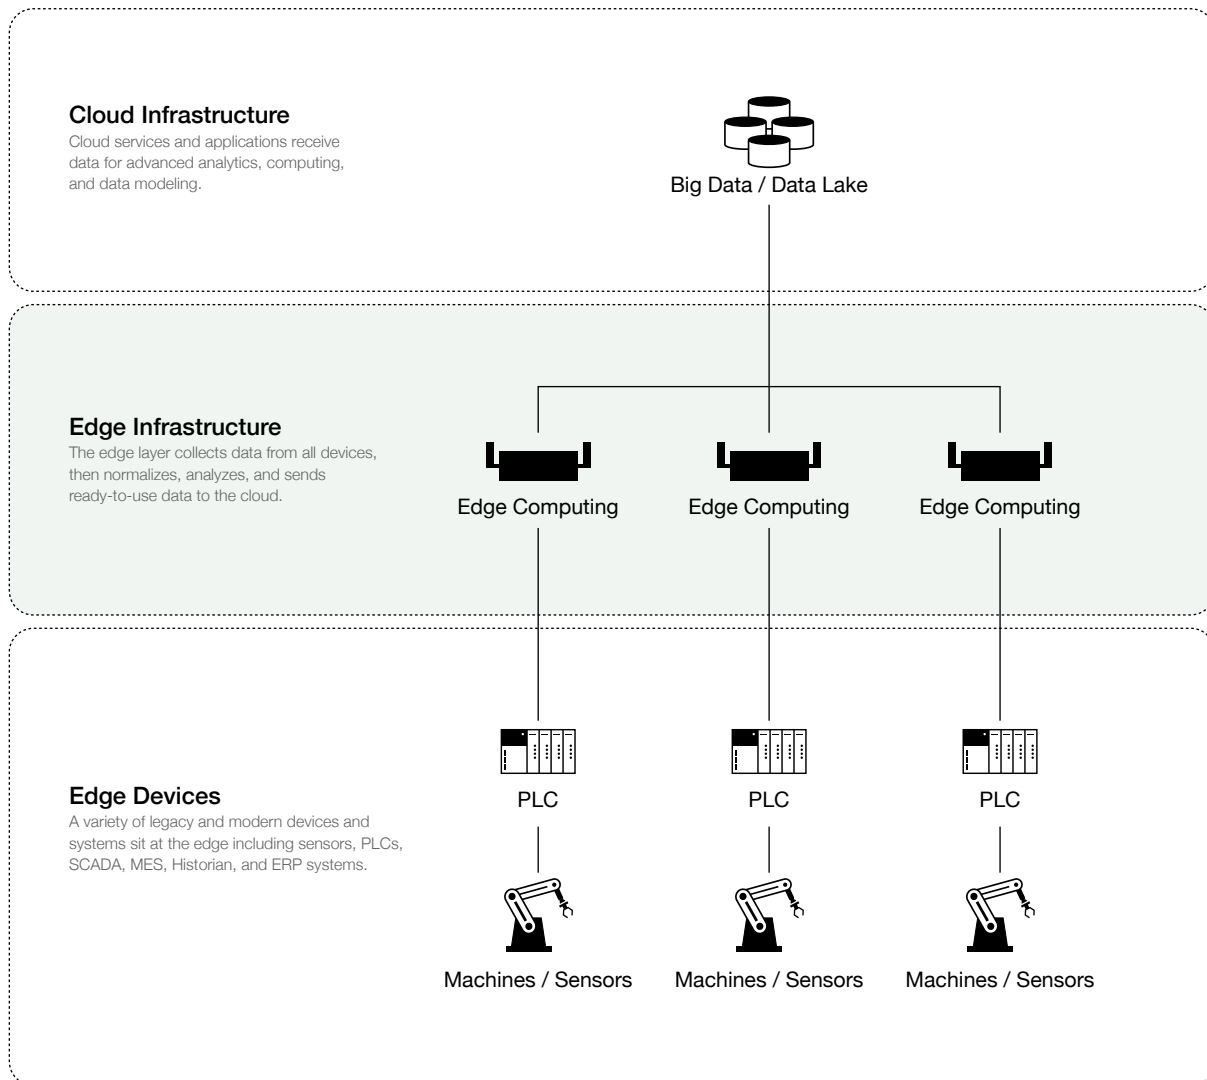 Cloud Infrastructure
Cloud services and applications receive
data for advanced analytics, computing,
and data modeling.
Big Data / Data Lake
Edge Infrastructure
The edge layer collects data from all devices,
then normalizes, analyzes, and sends
ready-to-use data to the cloud.
Edge Computing
Edge Computing
Edge Computing
Edge Devices
A variety of legacy and modern devices and
systems sit at the edge including sensors, PLCs,
SCADA, MES, Historian, and ERP systems.
PLC
PLC
PLC
Machines / Sensors
Machines / Sensors
Machines / Sensors